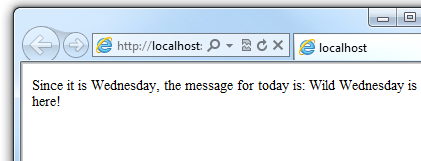 http://localhost:
localhost
Since it is Wednesday, the message for today is: Wild Wednesday is
here!